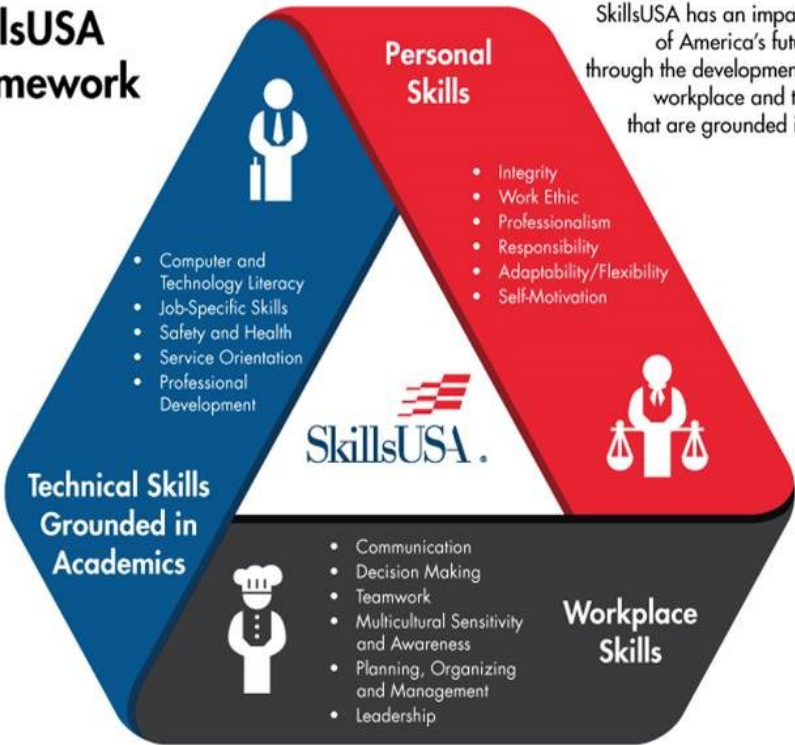 llsUSA
mework
SkillsUSA has an impa
of America's futu
through the developmen
workplace and t
that are grounded i
Personal
Skills
• Integrity
• Work Ethic
• Professionalism
• Responsibility
• Adaptability/Flexibility
• Self-Motivation
• Computer and
Technology Literacy
• Job-Specific Skills
• Safety and Health
• Service Orientation
• Professional
Development
SkillsUSA®
Technical Skills
Grounded in
Academics
• Communication
• Decision Making
• Teamwork
• Multicultural Sensitivity
and Awareness
• Planning, Organizing
and Management
• Leadership
Workplace
Skills